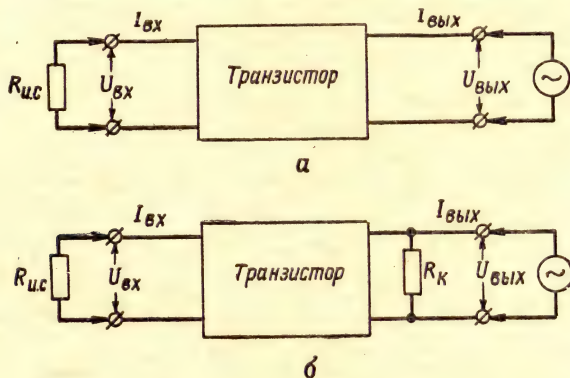 I вх
I вых
R и.с
U вх
Транзистор
U вых
~
а
I вх
I вых
R и.с
U вх
Транзистор
R к
U вых
~
б